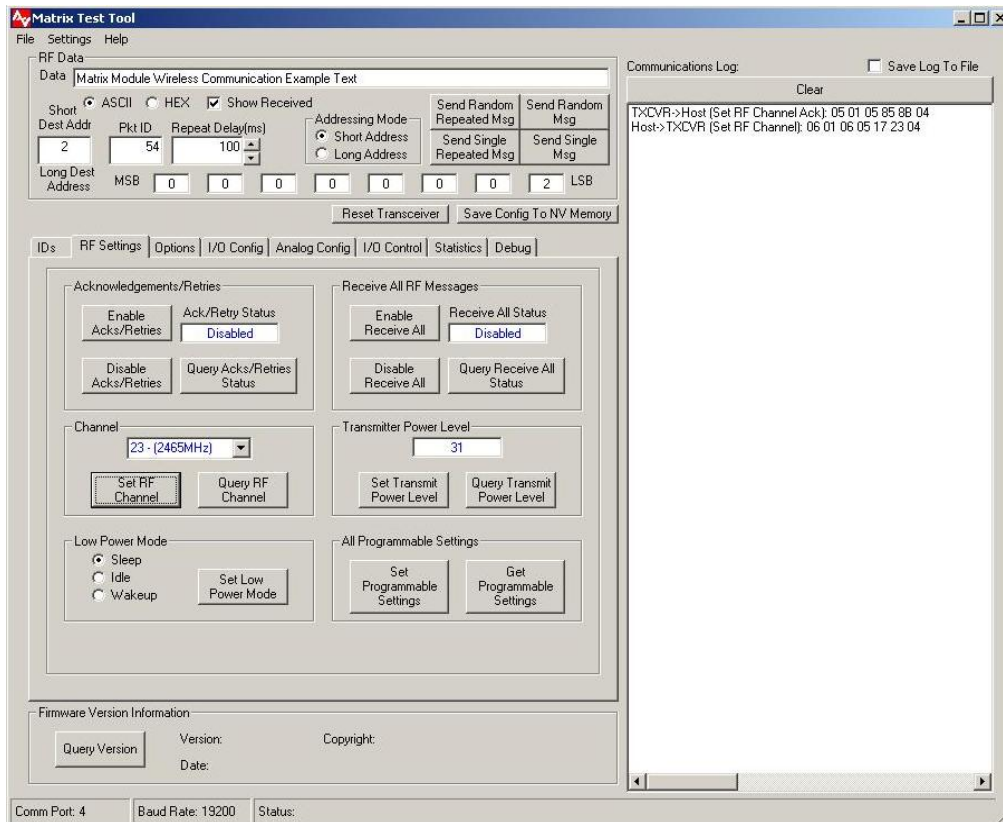 Matrix Test Tool
File Settings Help
RF Data
Data Matrix Module Wireless Communication Example Text
ASCII HEX Show Received
Short Dest Addr
2
Pkt ID
54
Repeat Delay(ms)
100
Addressing Mode
Short Address
Long Address
Send Random Repeated Msg
Send Random Msg
Send Single Repeated Msg
Send Single Msg
Long Dest Address
MSB 0 0 0 0 0 0 0 2 LSB
Reset Transceiver Save Config To NV Memory
IDs RF Settings Options I/O Config Analog Config I/O Control Statistics Debug
Acknowledgements/Retries
Enable Acks/Retries
Ack/Retry Status
Disabled
Disable Acks/Retries
Query Acks/Retries Status
Receive All RF Messages
Enable Receive All
Receive All Status
Disabled
Disable Receive All
Query Receive All Status
Channel
23 - (2465MHz)
Set RF Channel
Query RF Channel
Transmitter Power Level
31
Set Transmit Power Level
Query Transmit Power Level
Low Power Mode
Sleep
Idle
Wakeup
Set Low Power Mode
All Programmable Settings
Set Programmable Settings
Get Programmable Settings
Firmware Version Information
Query Version
Version: Copyright:
Date:
Communications Log: Save Log To File
Clear
TXCVR->Host (Set RF Channel Ack): 05 01 05 85 8B 04
Host->TXCVR (Set RF Channel): 06 01 06 05 17 23 04
Comm Port: 4 Baud Rate: 19200 Status: